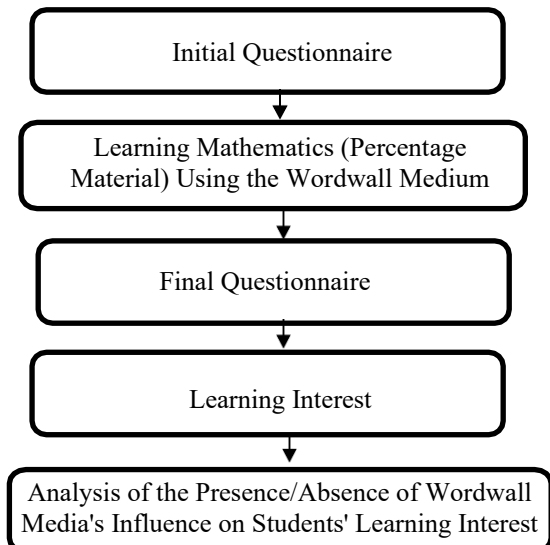 Initial Questionnaire
Learning Mathematics (Percentage
Material) Using the Wordwall Medium
Final Questionnaire
Learning Interest
Analysis of the Presence/Absence of Wordwall
Media's Influence on Students' Learning Interest